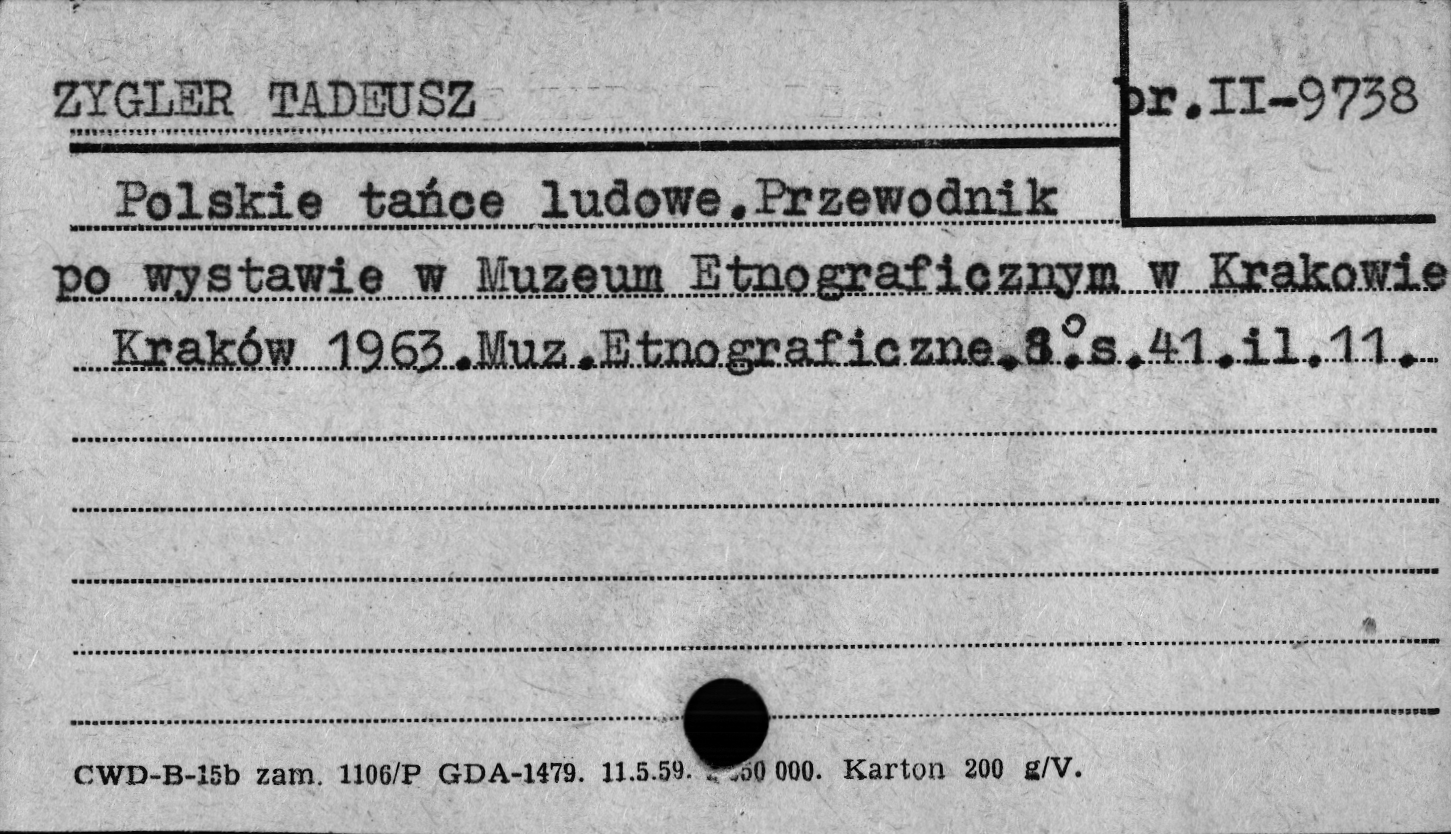 ZYGLER TADEUSZ br.II-9738
Polskie tańce ludowe.Przewodnik
po wystawie w Muzeum Etnograficznym w Krakowie
Kraków 1963.Muz.Etnograficzne.8°.s.41.il.11.
CWD-B-15b zam. 1106/P GDA-1479. 11.5.59. 000. Karton 200 g/V.